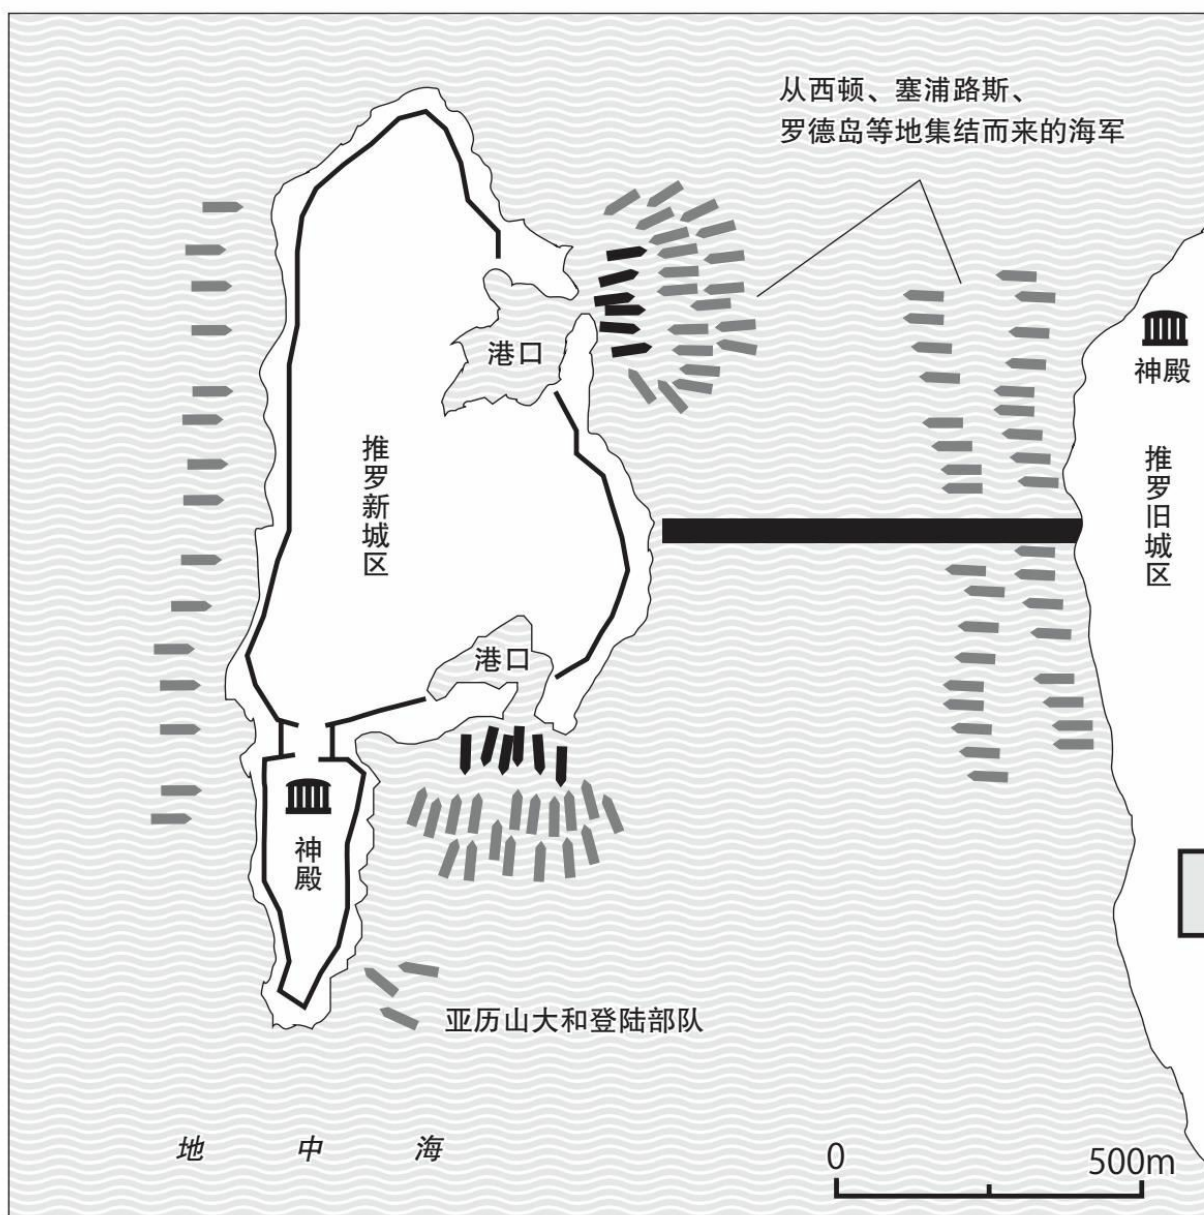 从西顿、塞浦路斯、
罗德岛等地集结而来的海军
神殿
港口
推罗新城区
推罗旧城区
港口
神殿
亚历山大和登陆部队
地中海
0
500m